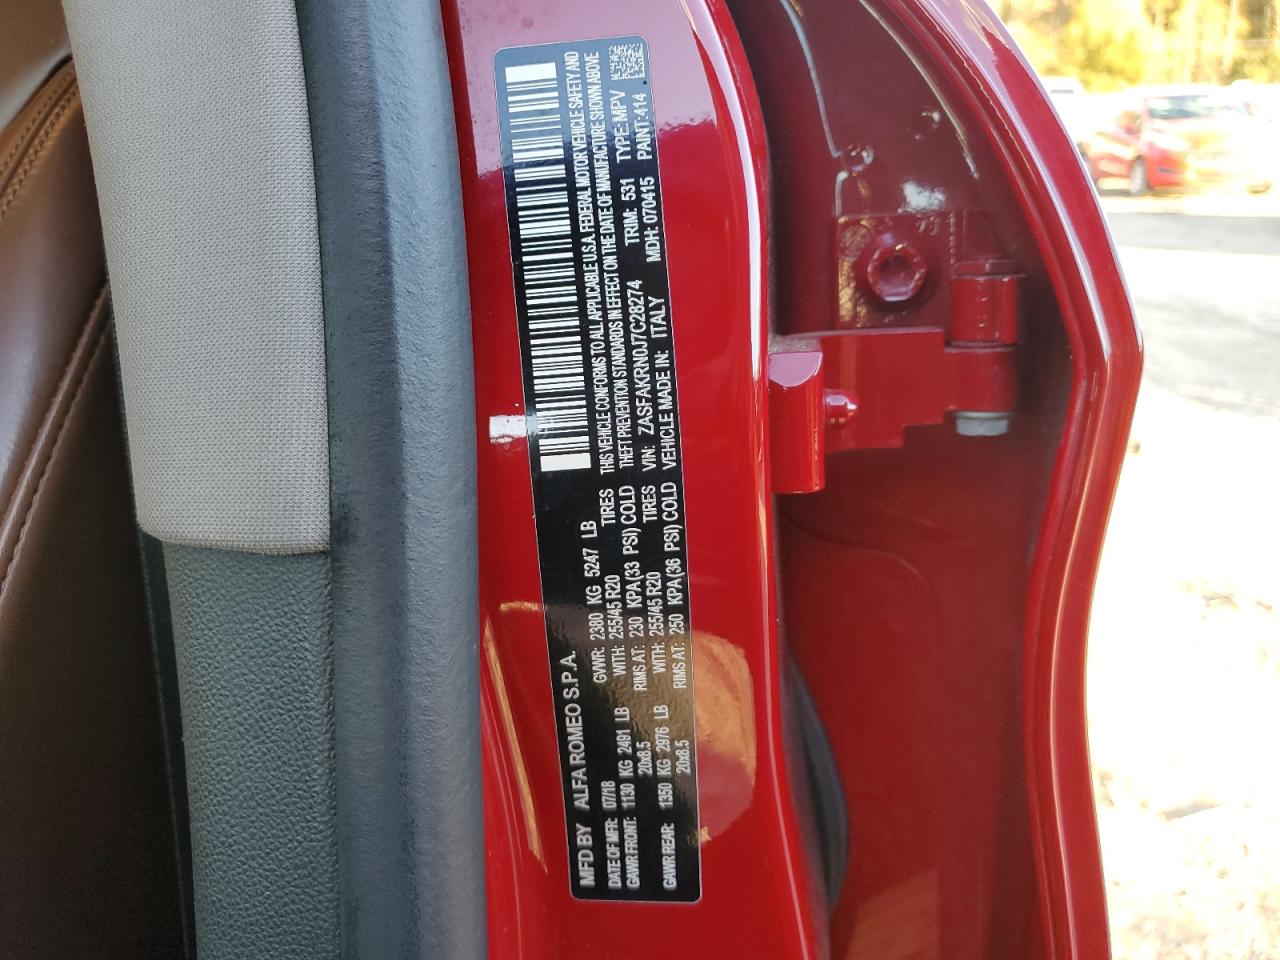 MFD BY ALFA ROMEO S.P.A.
DATE OF MFR: 07/18 GVWR: 2380 KG 5247 LB
GAWR FRONT: 1130 KG 2491 LB WITH: 255/45 R20 TIRES
20x8.5 RIMS AT: 230 KPA(33 PSI) COLD
GAWR REAR: 1350 KG 2976 LB WITH: 255/45 R20 TIRES
20x8.5 RIMS AT: 250 KPA(36 PSI) COLD
THIS VEHICLE CONFORMS TO ALL APPLICABLE U.S.A. FEDERAL MOTOR VEHICLE SAFETY AND
THEFT PREVENTION STANDARDS IN EFFECT ON THE DATE OF MANUFACTURE SHOWN ABOVE
VIN: ZASFAKRN0J7C28274 TRIM: 531 TYPE: MPV
VEHICLE MADE IN: ITALY MDH: 070415 PAINT: 414